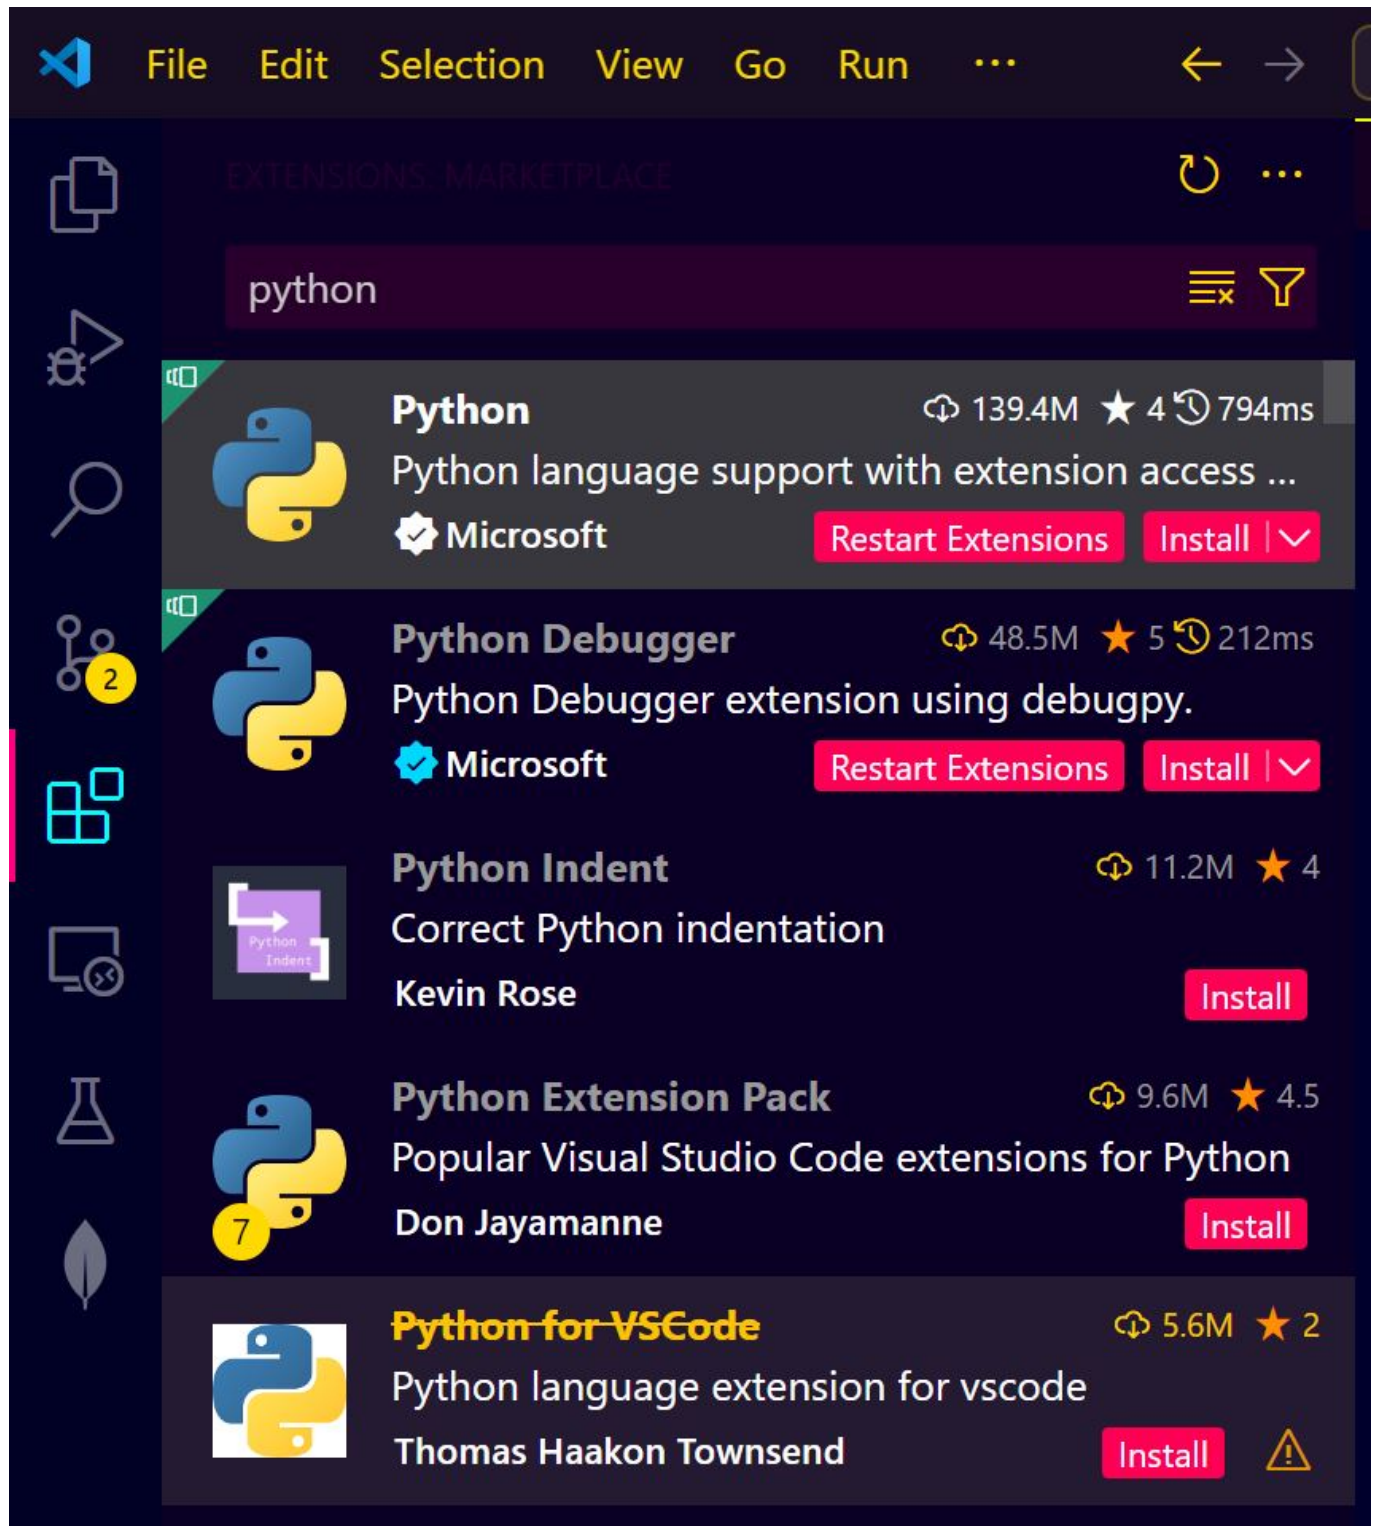 File Edit Selection View Go Run ...
EXTENSIONS: MARKETPLACE
...
python
Python 139.4M 4 794ms
Python language support with extension access ...
Microsoft Restart Extensions Install
2
Python Debugger 48.5M 5 212ms
Python Debugger extension using debugpy.
Microsoft Restart Extensions Install
Python Indent 11.2M 4
Python
Indent
Correct Python indentation
Kevin Rose Install
Python Extension Pack 9.6M 4.5
Popular Visual Studio Code extensions for Python
7
Don Jayamanne Install
Python for VSCode 5.6M 2
Python language extension for vscode
Thomas Haakon Townsend Install